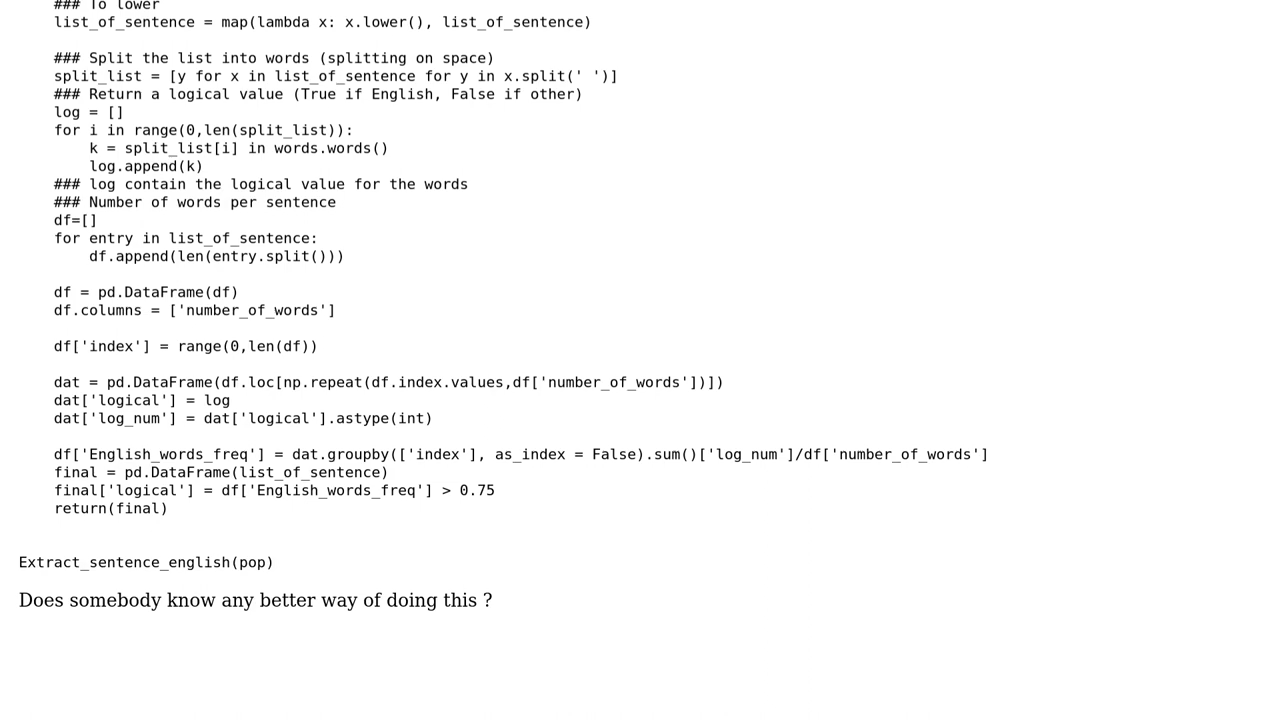 ### To lower
list_of_sentence = map(lambda x: x.lower(), list_of_sentence)
### Split the list into words (splitting on space)
split_list = [y for x in list_of_sentence for y in x.split(' ')]
### Return a logical value (True if English, False if other)
log = []
for i in range(0,len(split_list)):
k = split_list[i] in words.words()
log.append(k)
### log contain the logical value for the words
### Number of words per sentence
df=[]
for entry in list_of_sentence:
df.append(len(entry.split()))
df = pd.DataFrame(df)
df.columns = ['number_of_words']
df['index'] = range(0,len(df))
dat = pd.DataFrame(df.loc[np.repeat(df.index.values,df['number_of_words'])])
dat['logical'] = log
dat['log_num'] = dat['logical'].astype(int)
df['English_words_freq'] = dat.groupby(['index'], as_index = False).sum()['log_num']/df['number_of_words']
final = pd.DataFrame(list_of_sentence)
final['logical'] = df['English_words_freq'] > 0.75
return(final)
Extract_sentence_english(pop)
Does somebody know any better way of doing this ?